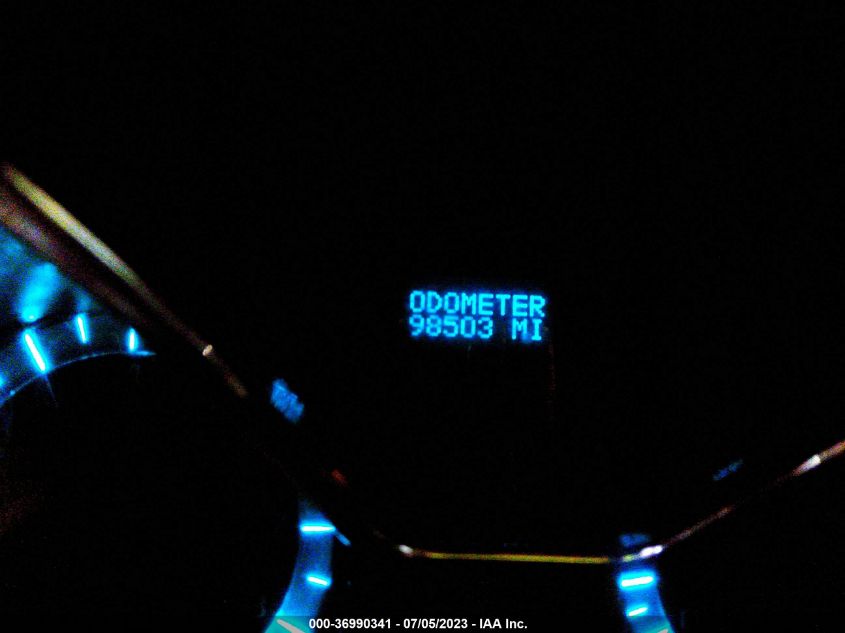 ODOMETER
98503 MI
000-36990341 - 07/05/2023 - IAA Inc.